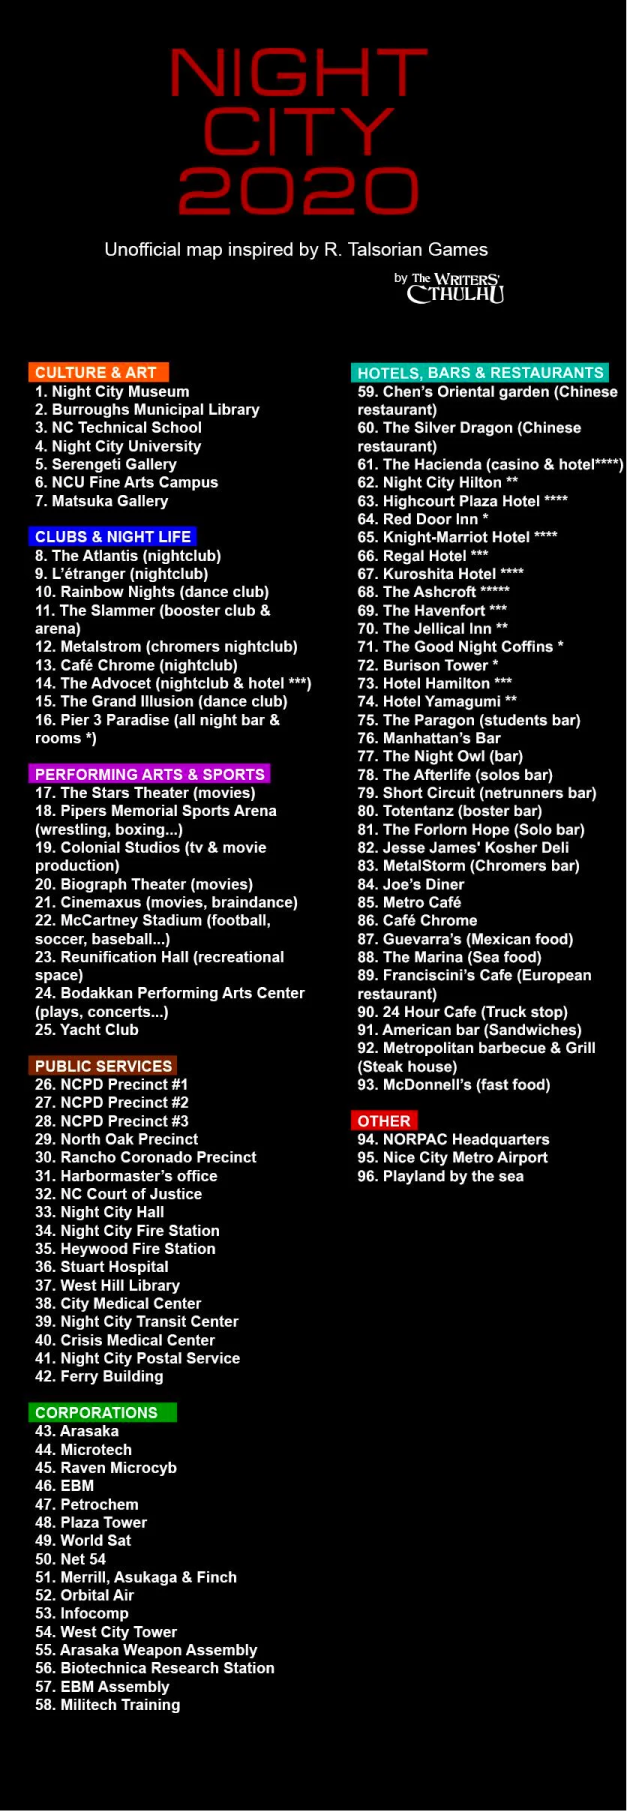 NIGHT
CITY
2020
Unofficial map inspired by R. Talsorian Games
by The WRITERS'
CTHULHU
CULTURE & ART
1. Night City Museum
2. Burroughs Municipal Library
3. NC Technical School
4. Night City University
5. Serengeti Gallery
6. NCU Fine Arts Campus
7. Matsuka Gallery
CLUBS & NIGHT LIFE
8. The Atlantis (nightclub)
9. L'étranger (nightclub)
10. Rainbow Nights (dance club)
11. The Slammer (booster club &
arena)
12. Metalstrom (chromers nightclub)
13. Café Chrome (nightclub)
14. The Advocet (nightclub & hotel ***)
15. The Grand Illusion (dance club)
16. Pier 3 Paradise (all night bar &
rooms *)
PERFORMING ARTS & SPORTS
17. The Stars Theater (movies)
18. Pipers Memorial Sports Arena
(wrestling, boxing...)
19. Colonial Studios (tv & movie
production)
20. Biograph Theater (movies)
21. Cinemaxus (movies, braindance)
22. McCartney Stadium (football,
soccer, baseball...)
23. Reunification Hall (recreational
space)
24. Bodakkan Performing Arts Center
(plays, concerts...)
25. Yacht Club
PUBLIC SERVICES
26. NCPD Precinct #1
27. NCPD Precinct #2
28. NCPD Precinct #3
29. North Oak Precinct
30. Rancho Coronado Precinct
31. Harbormaster's office
32. NC Court of Justice
33. Night City Hall
34. Night City Fire Station
35. Heywood Fire Station
36. Stuart Hospital
37. West Hill Library
38. City Medical Center
39. Night City Transit Center
40. Crisis Medical Center
41. Night City Postal Service
42. Ferry Building
CORPORATIONS
43. Arasaka
44. Microtech
45. Raven Microcyb
46. EBM
47. Petrochem
48. Plaza Tower
49. World Sat
50. Net 54
51. Merrill, Asukaga & Finch
52. Orbital Air
53. Infocomp
54. West City Tower
55. Arasaka Weapon Assembly
56. Biotechnica Research Station
57. EBM Assembly
58. Militech Training
HOTELS, BARS & RESTAURANTS
59. Chen's Oriental garden (Chinese
restaurant)
60. The Silver Dragon (Chinese
restaurant)
61. The Hacienda (casino & hotel****)
62. Night City Hilton **
63. Highcourt Plaza Hotel ****
64. Red Door Inn *
65. Knight-Marriot Hotel ****
66. Regal Hotel ***
67. Kuroshita Hotel ****
68. The Ashcroft *****
69. The Havenfort ***
70. The Jellical Inn **
71. The Good Night Coffins *
72. Burison Tower *
73. Hotel Hamilton ***
74. Hotel Yamagumi **
75. The Paragon (students bar)
76. Manhattan's Bar
77. The Night Owl (bar)
78. The Afterlife (solos bar)
79. Short Circuit (netrunners bar)
80. Totentanz (boster bar)
81. The Forlorn Hope (Solo bar)
82. Jesse James' Kosher Deli
83. MetalStorm (Chromers bar)
84. Joe's Diner
85. Metro Café
86. Café Chrome
87. Guevarra's (Mexican food)
88. The Marina (Sea food)
89. Franciscini's Cafe (European
restaurant)
90. 24 Hour Cafe (Truck stop)
91. American bar (Sandwiches)
92. Metropolitan barbecue & Grill
(Steak house)
93. McDonnell's (fast food)
OTHER
94. NORPAC Headquarters
95. Nice City Metro Airport
96. Playland by the sea